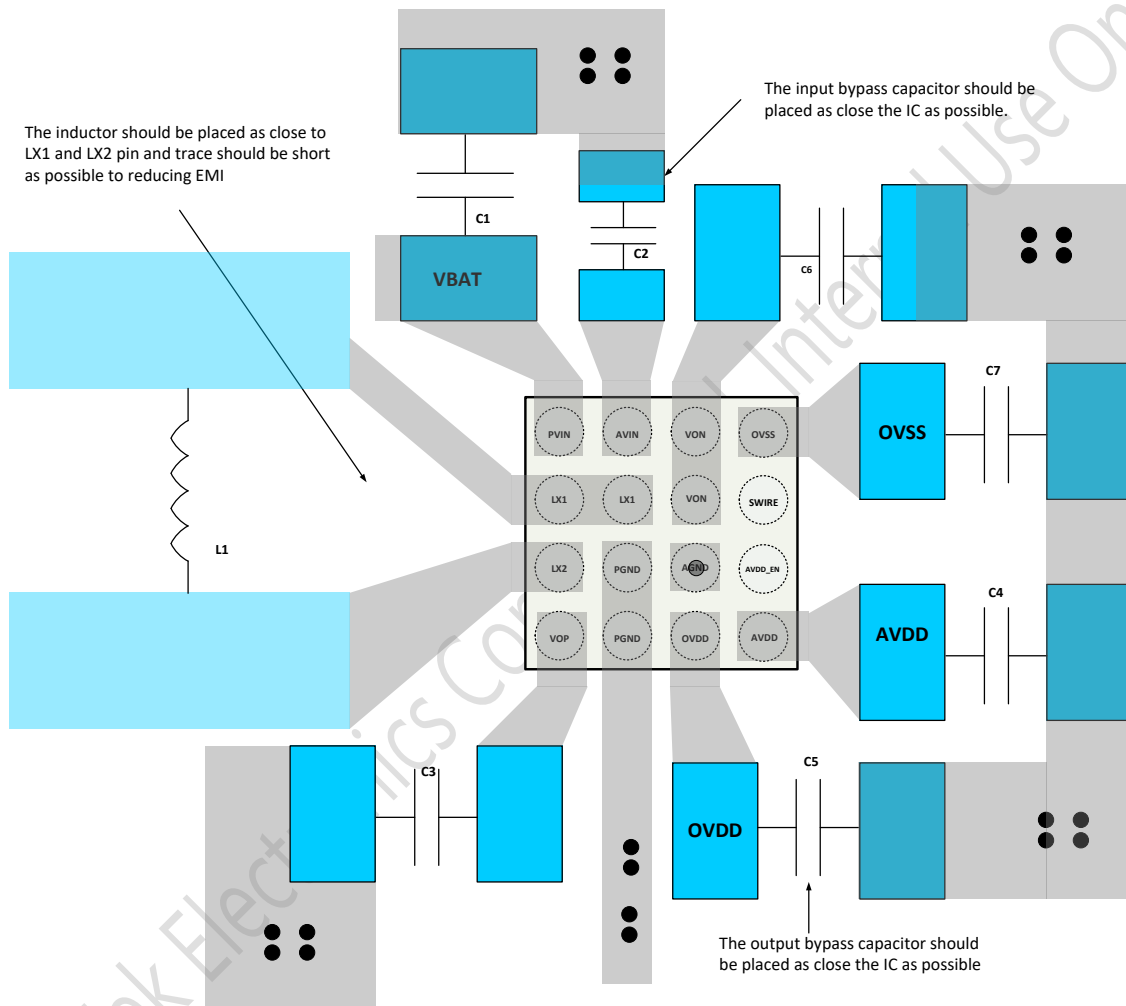 The input bypass capacitor should be
placed as close the IC as possible.
The inductor should be placed as close to
LX1 and LX2 pin and trace should be short
as possible to reducing EMI
C1
C2
C6
VBAT
C7
OVSS
PVIN
AVIN
VON
OVSS
LX1
LX1
VON
SWIRE
L1
LX2
PGND
AGND
AVDD_EN
C4
AVDD
VOP
PGND
OVDD
AVDD
C3
C5
OVDD
The output bypass capacitor should
be placed as close the IC as possible
Internal Use